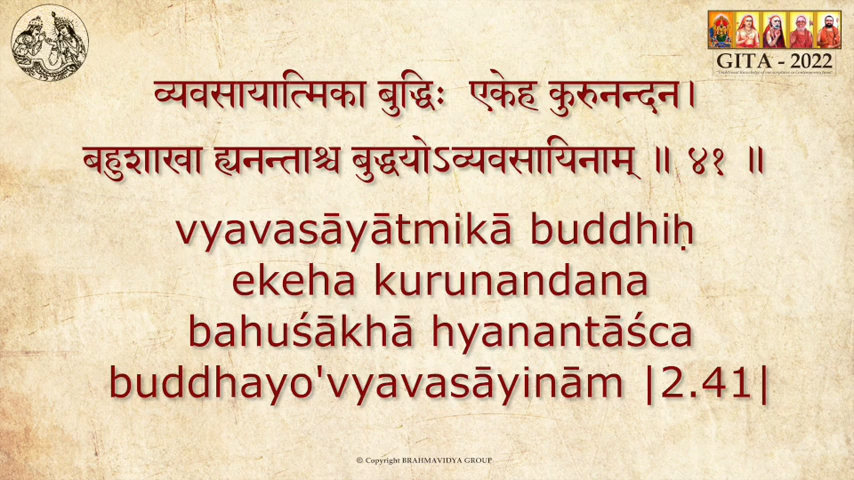 GITA - 2022
व्यवसायात्मिका बुद्धिः एकेह कुरुनन्दन।
बहुशाखा ह्यनन्ताश्च बुद्धयोऽव्यवसायिनाम् ॥ ४१ ॥
vyavasāyātmikā buddhiḥ
ekeha kurunandana
bahuśākhā hyanantāśca
buddhayo'vyavasāyinām |2.41|
© Copyright BRAHMAVIDYA GROUP